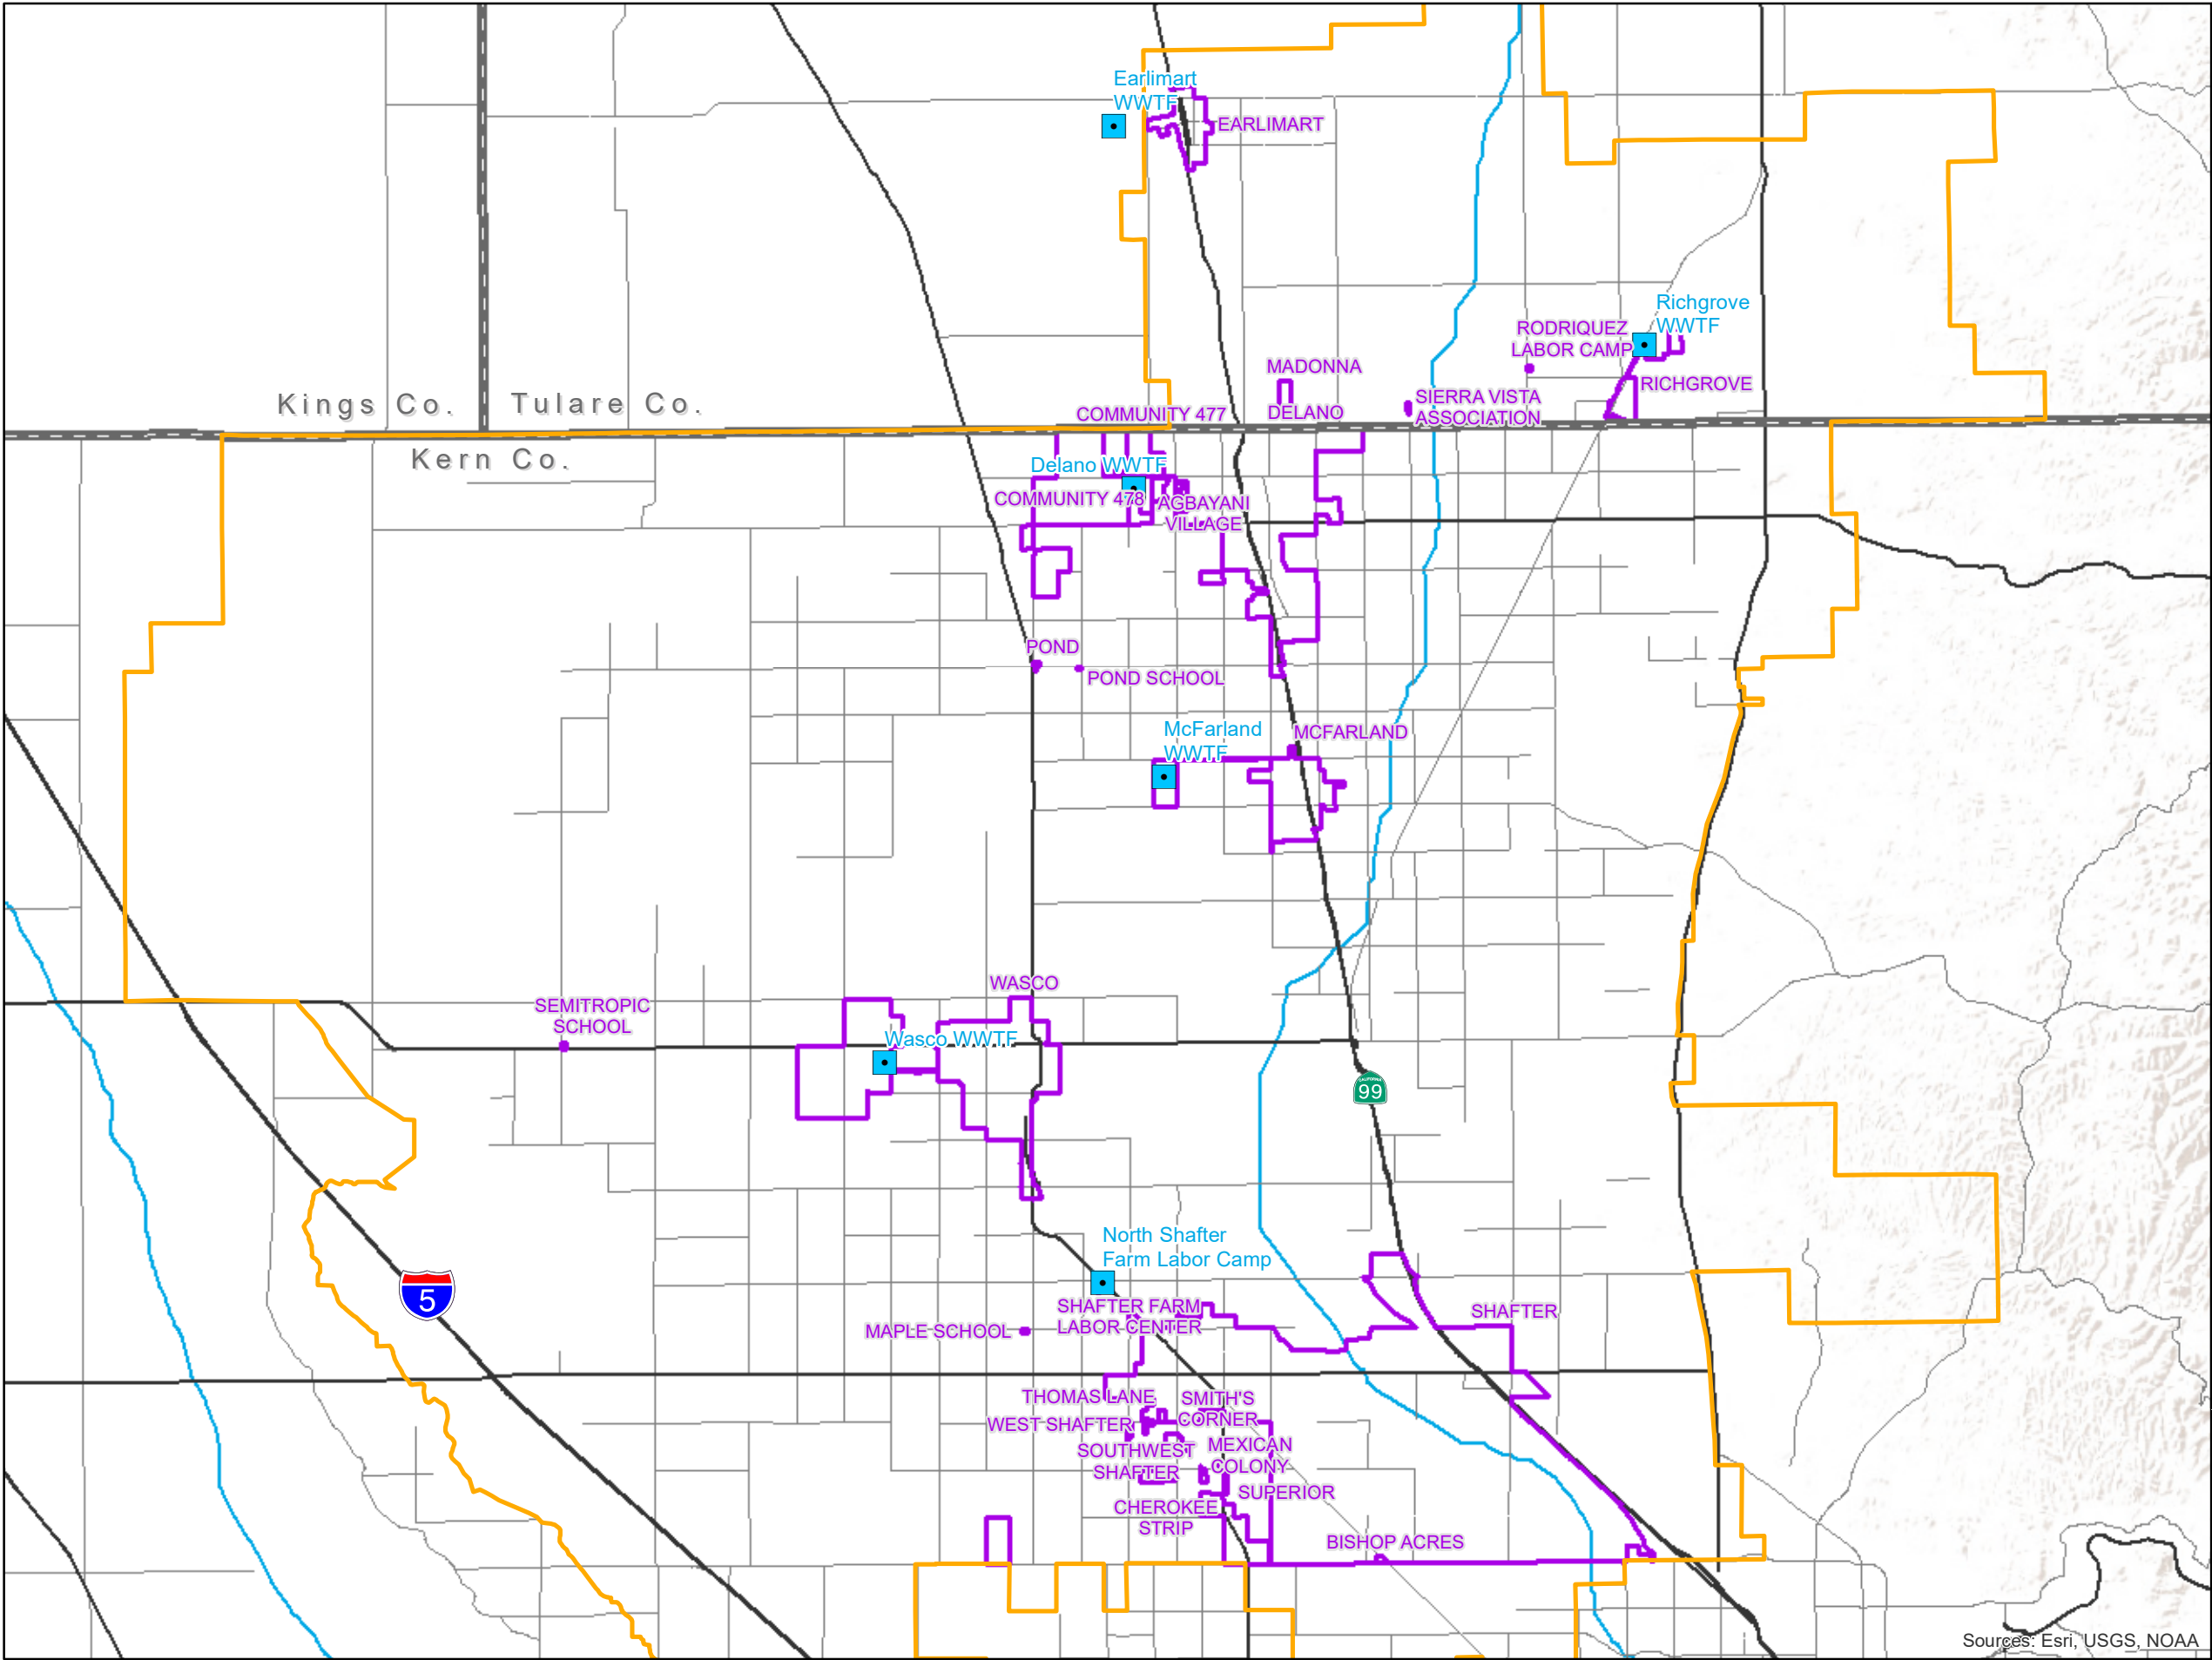 Earlimart
WWTF
EARLIMART
Richgrove
WWTF
RODRIQUEZ
LABOR CAMP
MADONNA
RICHGROVE
Kings Co.
Tulare Co.
SIERRA VISTA
ASSOCIATION
COMMUNITY 477
DELANO
Kern Co.
Delano WWTF
COMMUNITY 478
AGBAYANI
VILLAGE
POND
POND SCHOOL
McFarland
WWTF
MCFARLAND
WASCO
SEMITROPIC
SCHOOL
Wasco WWTF
CALIFORNIA
99
North Shafter
Farm Labor Camp
5
SHAFTER FARM
LABOR CENTER
SHAFTER
MAPLE SCHOOL
THOMAS LANE
SMITH'S
CORNER
WEST SHAFTER
SOUTHWEST
SHAFTER
MEXICAN
COLONY
SUPERIOR
CHEROKEE
STRIP
BISHOP ACRES
Sources: Esri, USGS, NOAA